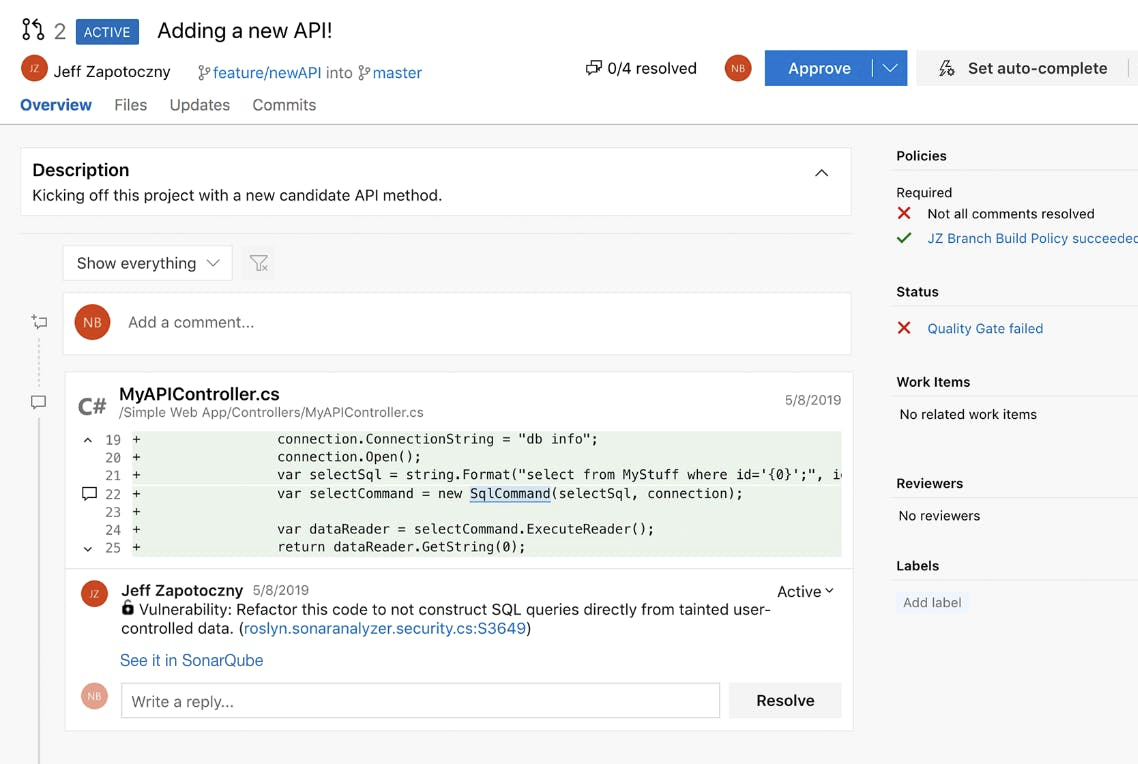 2 ACTIVE Adding a new API!
JZ Jeff Zapotoczny feature/newAPI into master 0/4 resolved NB Approve Set auto-complete
Overview Files Updates Commits
Description
Kicking off this project with a new candidate API method.
Show everything
NB Add a comment...
C# MyAPIController.cs
/Simple Web App/Controllers/MyAPIController.cs 5/8/2019
19 + connection.ConnectionString = "db info";
20 + connection.Open();
21 + var selectSql = string.Format("select from MyStuff where id='{0}';",
22 + var selectCommand = new SqlCommand(selectSql, connection);
23 +
24 + var dataReader = selectCommand.ExecuteReader();
25 + return dataReader.GetString(0);
JZ Jeff Zapotoczny 5/8/2019 Active
Vulnerability: Refactor this code to not construct SQL queries directly from tainted user-
controlled data. (roslyn.sonaranalyzer.security.cs:S3649)
See it in SonarQube
NB Write a reply... Resolve
Policies
Required
Not all comments resolved
JZ Branch Build Policy succeeded
Status
Quality Gate failed
Work Items
No related work items
Reviewers
No reviewers
Labels
Add label